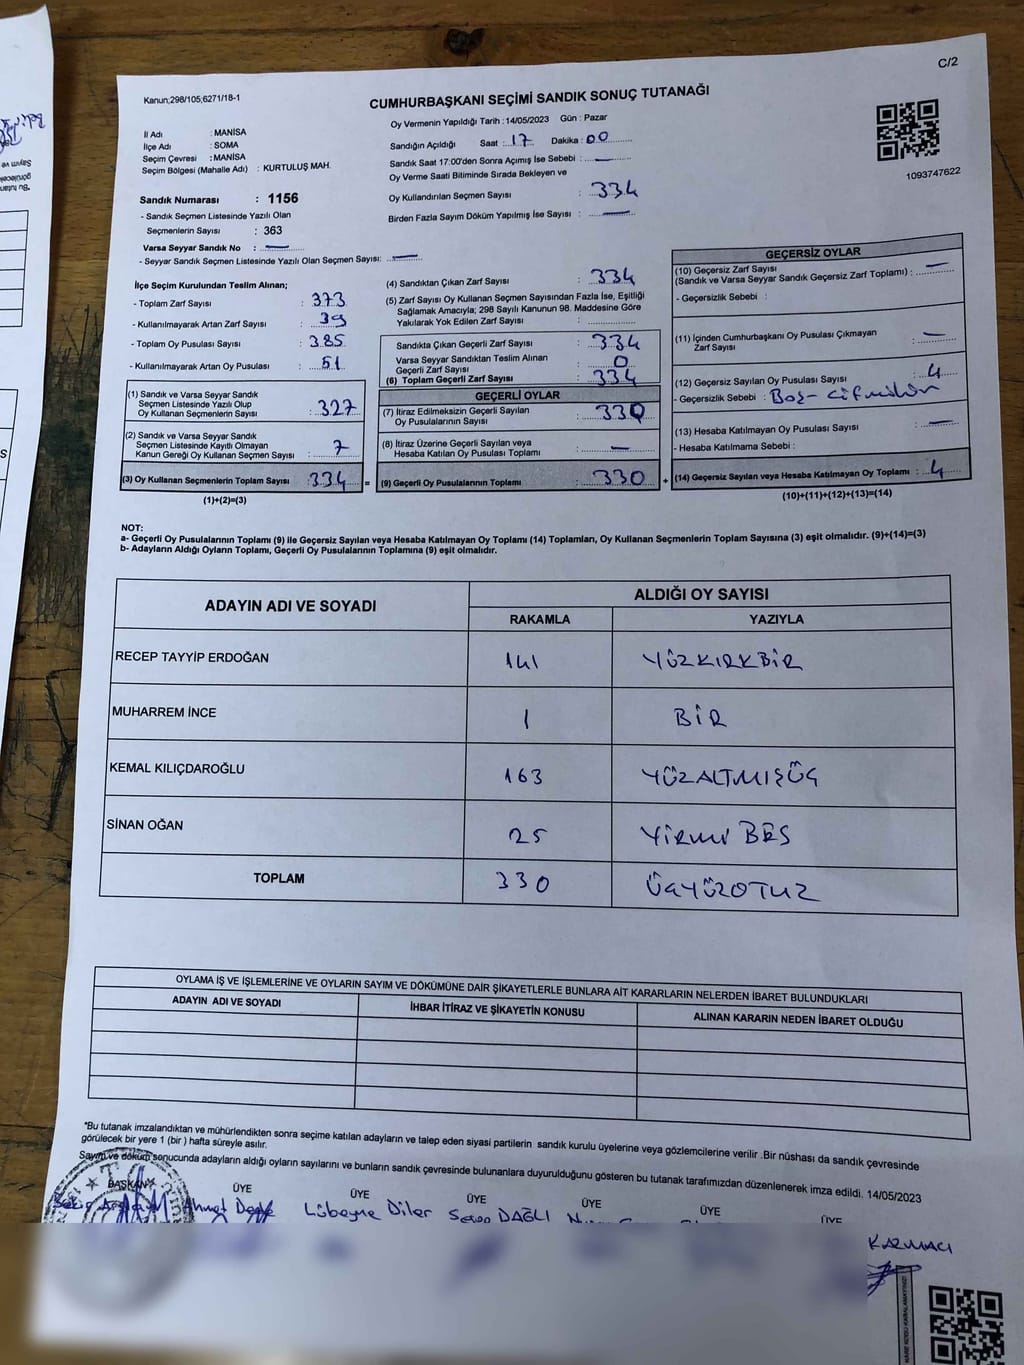 C/2
Kanun;298/105;6271/18-1
CUMHURBAŞKANI SEÇİMİ SANDIK SONUÇ TUTANAĞI
İl Adı : MANİSA
İlçe Adı : SOMA
Seçim Çevresi : MANİSA
Seçim Bölgesi (Mahalle Adı) : KURTULUŞ MAH.
Oy Vermenin Yapıldığı Tarih : 14/05/2023 Gün : Pazar
Sandığın Açıldığı Saat : 17 Dakika : 00
Sandık Saat 17:00'den Sonra Açımış İse Sebebi : —
Oy Verme Saati Bitiminde Sırada Bekleyen ve
Oy Kullandırılan Seçmen Sayısı : 334
Birden Fazla Sayım Döküm Yapılmış İse Sayısı : —
1093747622
Sandık Numarası : 1156
- Sandık Seçmen Listesinde Yazılı Olan
Seçmenlerin Sayısı : 363
Varsa Seyyar Sandık No : —
- Seyyar Sandık Seçmen Listesinde Yazılı Olan Seçmen Sayısı: —
İlçe Seçim Kurulundan Teslim Alınan;
- Toplam Zarf Sayısı : 373
- Kullanılmayarak Artan Zarf Sayısı : 39
- Toplam Oy Pusulası Sayısı : 385
- Kullanılmayarak Artan Oy Pusulası : 51
(1) Sandık ve Varsa Seyyar Sandık
Seçmen Listesinde Yazılı Olup
Oy Kullanan Seçmenlerin Sayısı : 327
(2) Sandık ve Varsa Seyyar Sandık
Seçmen Listesinde Kayıtlı Olmayan
Kanun Gereği Oy Kullanan Seçmen Sayısı : 7
(3) Oy Kullanan Seçmenlerin Toplam Sayısı : 334 =
(1)+(2)=(3)
(4) Sandıktan Çıkan Zarf Sayısı : 334
(5) Zarf Sayısı Oy Kullanan Seçmen Sayısından Fazla İse, Eşitliği
Sağlamak Amacıyla; 298 Sayılı Kanunun 98. Maddesine Göre
Yakılarak Yok Edilen Zarf Sayısı :
Sandıkta Çıkan Geçerli Zarf Sayısı : 334
Varsa Seyyar Sandıktan Teslim Alınan
Geçerli Zarf Sayısı : 0
(6) Toplam Geçerli Zarf Sayısı : 334
GEÇERLİ OYLAR
(7) İtiraz Edilmeksizin Geçerli Sayılan
Oy Pusulalarının Sayısı : 330
(8) İtiraz Üzerine Geçerli Sayılan veya
Hesaba Katılan Oy Pusulası Toplamı : —
(9) Geçerli Oy Pusulalarının Toplamı : 330 +
GEÇERSİZ OYLAR
(10) Geçersiz Zarf Sayısı
(Sandık ve Varsa Seyyar Sandık Geçersiz Zarf Toplamı) : —
- Geçersizlik Sebebi :
(11) İçinden Cumhurbaşkanı Oy Pusulası Çıkmayan
Zarf Sayısı : —
(12) Geçersiz Sayılan Oy Pusulası Sayısı : 4
- Geçersizlik Sebebi : Boş-
(13) Hesaba Katılmayan Oy Pusulası Sayısı : —
- Hesaba Katılmama Sebebi :
(14) Geçersiz Sayılan veya Hesaba Katılmayan Oy Toplamı : 4
(10)+(11)+(12)+(13)=(14)
NOT:
a- Geçerli Oy Pusulalarının Toplamı (9) ile Geçersiz Sayılan veya Hesaba Katılmayan Oy Toplamı (14) Toplamları, Oy Kullanan Seçmenlerin Toplam Sayısına (3) eşit olmalıdır. (9)+(14)=(3)
b- Adayların Aldığı Oyların Toplamı, Geçerli Oy Pusulalarının Toplamına (9) eşit olmalıdır.
ADAYIN ADI VE SOYADI ALDIĞI OY SAYISI
RAKAMLA YAZIYLA
RECEP TAYYİP ERDOĞAN 141 YÜZKIRKBİR
MUHARREM İNCE 1 BİR
KEMAL KILIÇDAROĞLU 163 YÜZALTMIŞÜÇ
SİNAN OĞAN 25 YİRMİ BEŞ
TOPLAM 330 ÜÇYÜZOTUZ
OYLAMA İŞ VE İŞLEMLERİNE VE OYLARIN SAYIM VE DÖKÜMÜNE DAİR ŞİKAYETLERLE BUNLARA AİT KARARLARIN NELERDEN İBARET BULUNDUKLARI
ADAYIN ADI VE SOYADI İHBAR İTİRAZ VE ŞİKAYETİN KONUSU ALINAN KARARIN NEDEN İBARET OLDUĞU
*Bu tutanak imzalandıktan ve mühürlendikten sonra seçime katılan adayların ve talep eden siyasi partilerin sandık kurulu üyelerine veya gözlemcilerine verilir .Bir nüshası da sandık çevresinde
görülecek bir yere 1 (bir ) hafta süreyle asılır.
Sayım ve döküm sonucunda adayların aldığı oyların sayılarını ve bunların sandık çevresinde bulunanlara duyurulduğunu gösteren bu tutanak tarafımızdan düzenlenerek imza edildi. 14/05/2023
BAŞKAN ÜYE ÜYE ÜYE ÜYE ÜYE ÜYE
Ahmet Lübeyne Diler DAĞLI
KAZMACI